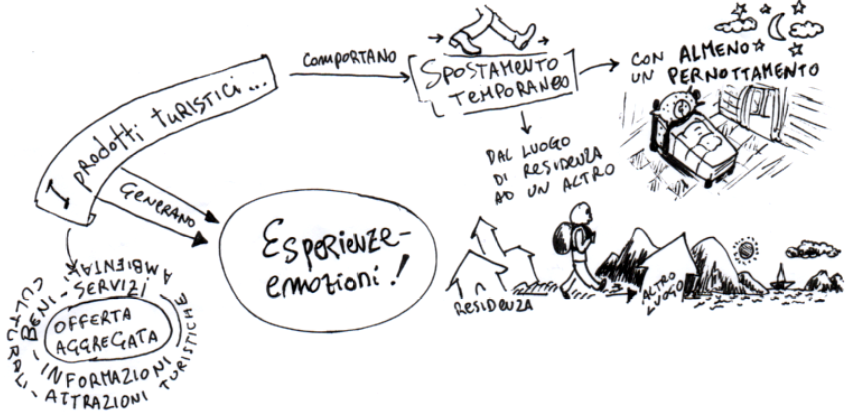 I prodotti turistici...
COMPORTANO
SPOSTAMENTO
TEMPORANEO
CON ALMENO
UN PERNOTTAMENTO
DAL LUOGO
DI RESIDENZA
AD UN ALTRO
GENERANO
Esperienze-
emozioni!
RESIDENZA
ALTRO
LUOGO
OFFERTA
AGGREGATA
BENI - SERVIZI
- INFORMAZIONI -
CULTURALI - ATTRAZIONI TURISTICHE
AMBIENTALI